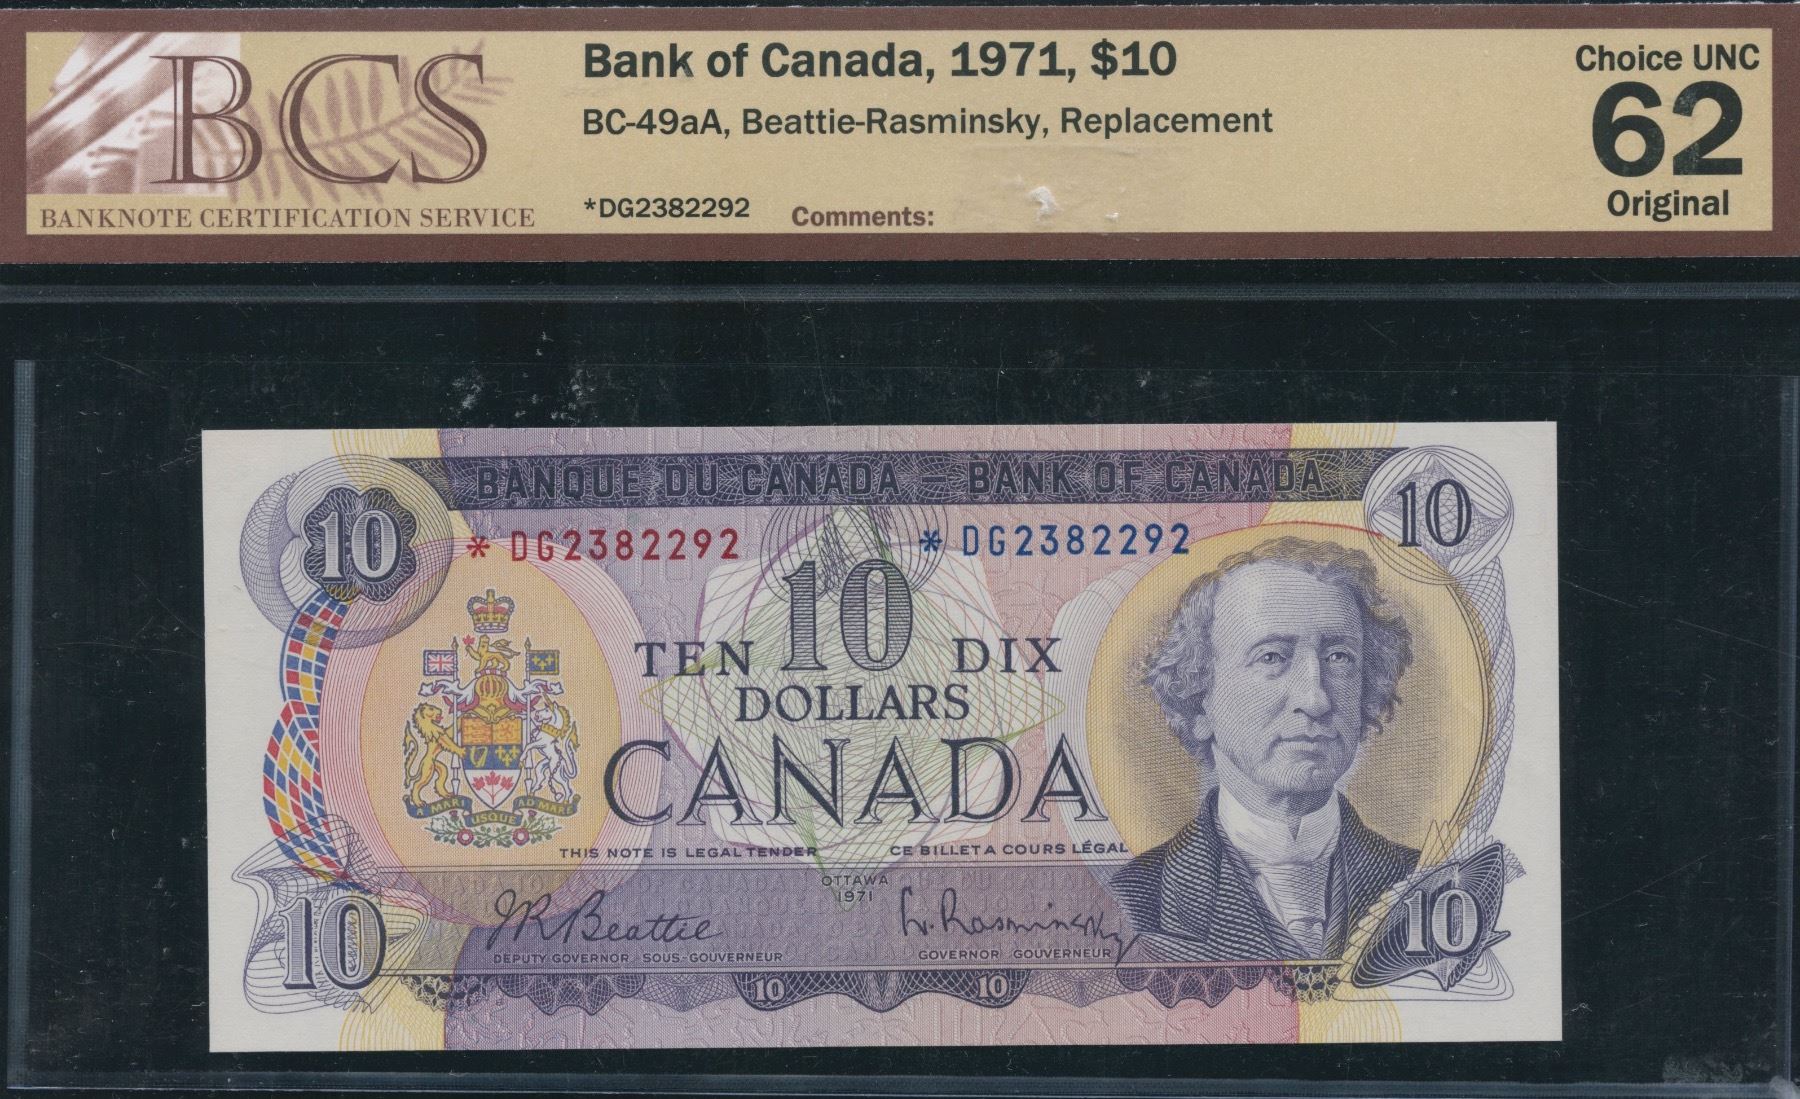 BCS
BANKNOTE CERTIFICATION SERVICE
Bank of Canada, 1971, $10
BC-49aA, Beattie-Rasminsky, Replacement
*DG2382292
Comments:
Choice UNC
62
Original
BANQUE DU CANADA – BANK OF CANADA
10
10
* DG2382292
* DG2382292
10
TEN DIX
DOLLARS
CANADA
A MARI USQUE AD MARE
THIS NOTE IS LEGAL TENDER CE BILLET A COURS LÉGAL
OTTAWA
1971
JR Beattie
L. Rasminsky
DEPUTY GOVERNOR SOUS-GOUVERNEUR
GOVERNOR GOUVERNEUR
10
10
10
10